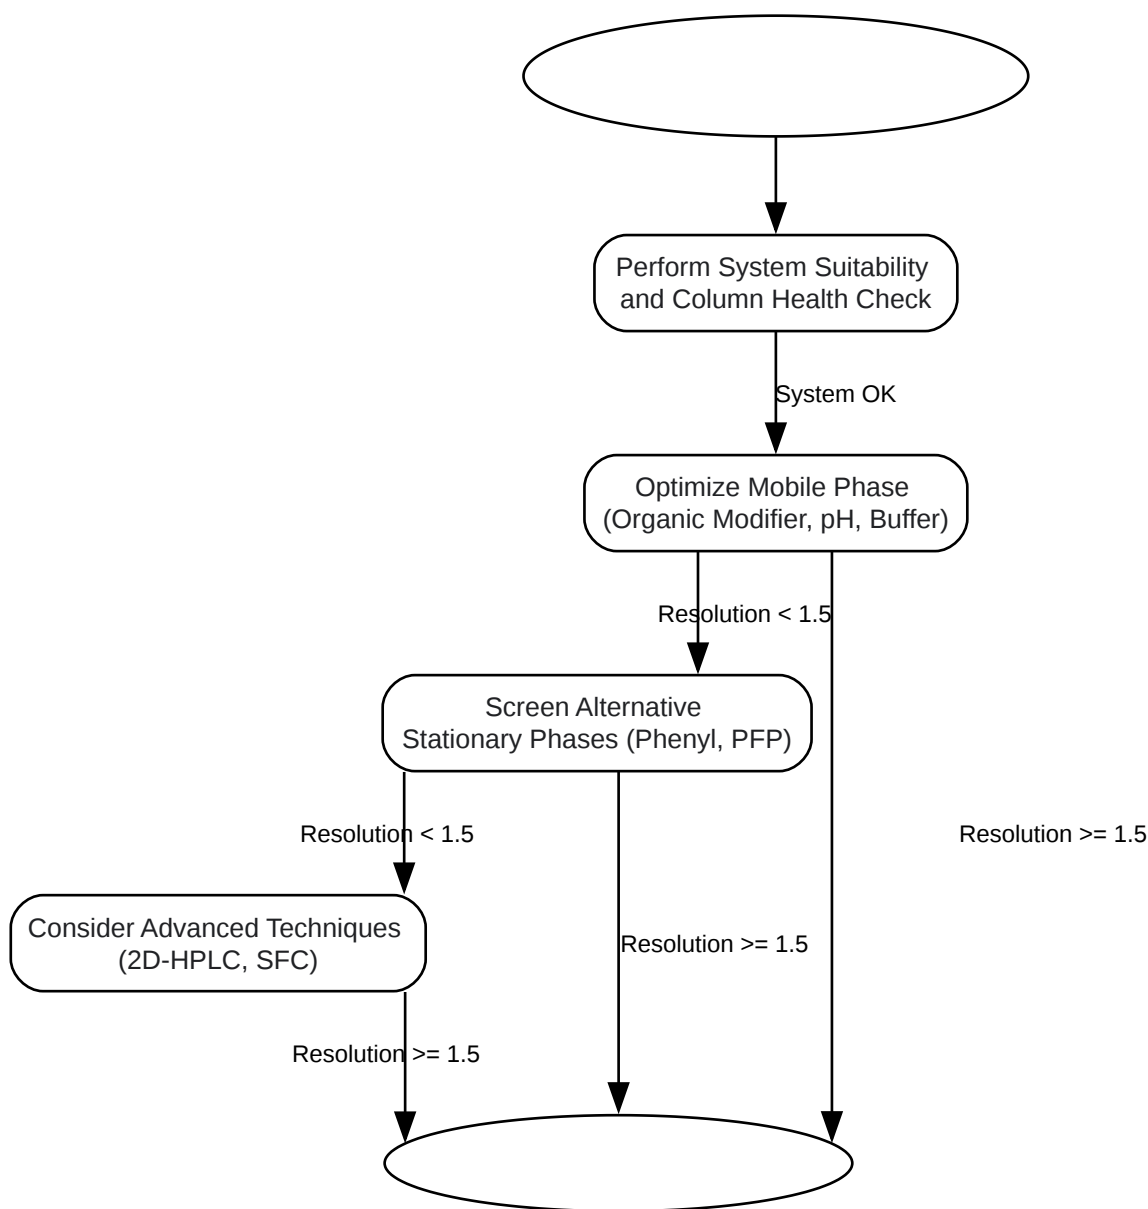 Perform System Suitability
and Column Health Check
System OK
Optimize Mobile Phase
(Organic Modifier, pH, Buffer)
Resolution < 1.5
Screen Alternative
Stationary Phases (Phenyl, PFP)
Resolution < 1.5
Resolution >= 1.5
Consider Advanced Techniques
(2D-HPLC, SFC)
Resolution >= 1.5
Resolution >= 1.5